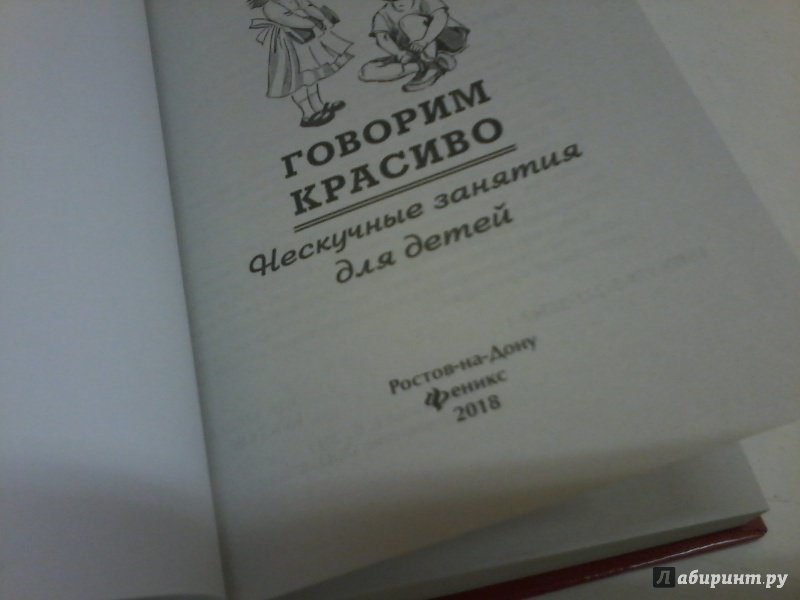 ГОВОРИМ
КРАСИВО
Нескучные занятия
для детей
Ростов-на-Дону
Феникс
2018
Лабиринт.ру